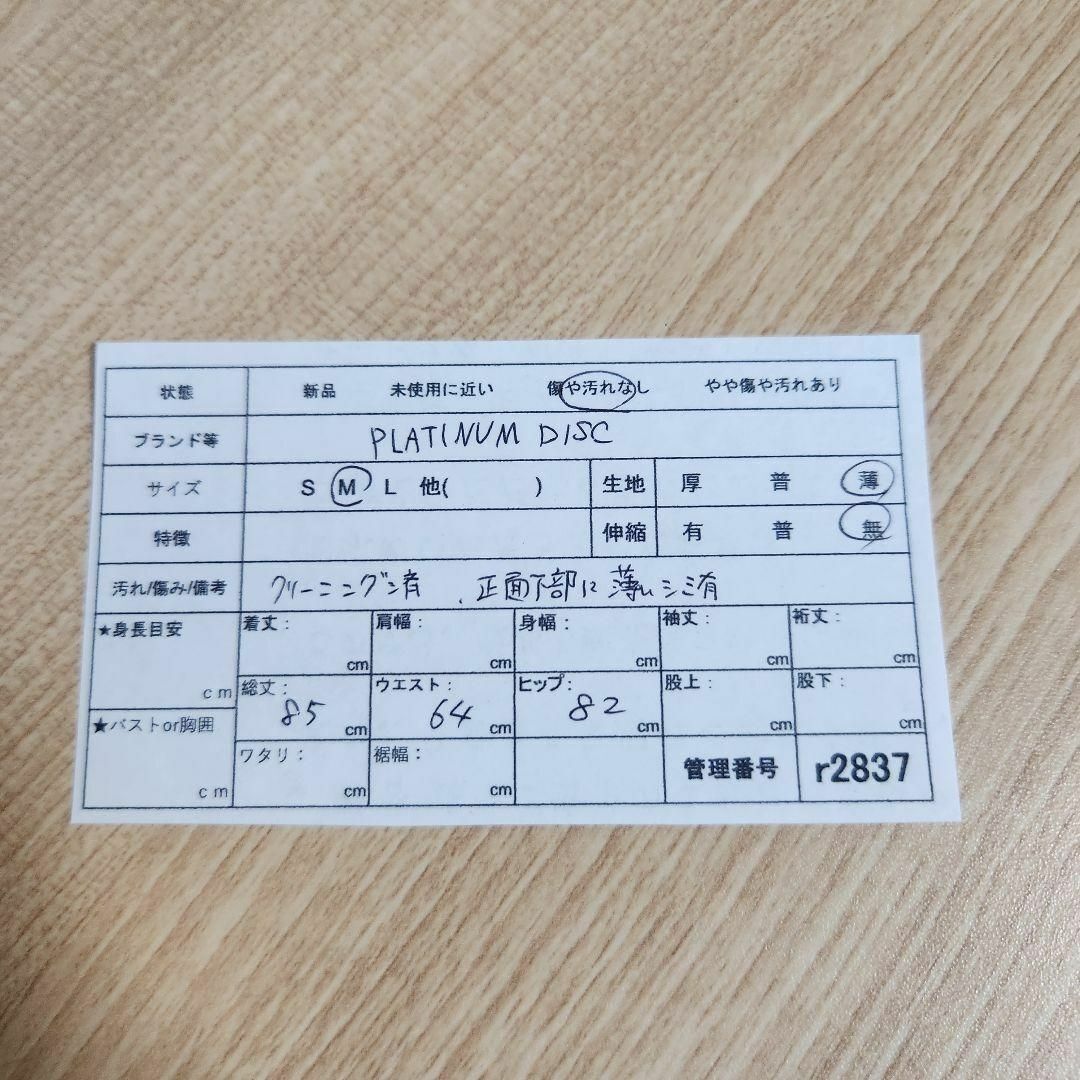 状態 新品 未使用に近い 傷や汚れなし やや傷や汚れあり
ブランド等 PLATINUM DISC
サイズ S M L 他( ) 生地 厚 普 薄
特徴 伸縮 有 普 無
汚れ/傷み/備考 クリーニング済、正面下部に薄いシミ有
★身長目安 着丈: 肩幅: 身幅: 袖丈: 裄丈:
cm cm cm cm cm cm
総丈: ウエスト: ヒップ: 股上: 股下:
85 cm 64 cm 82 cm cm cm
★バストor胸囲
ワタリ: 裾幅: 管理番号 r2837
cm cm cm